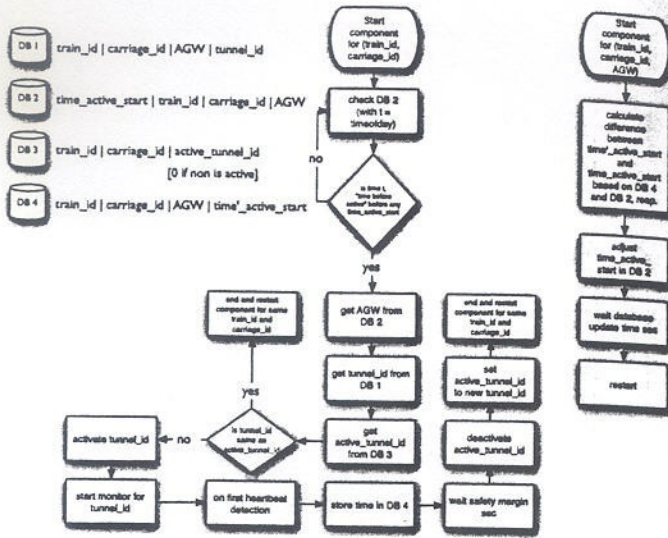 DB 1
train_id | carriage_id | AGW | tunnel_id
DB 2
time_active_start | train_id | carriage_id | AGW
DB 3
train_id | carriage_id | active_tunnel_id
[0 if non is active]
DB 4
train_id | carriage_id | AGW | time'_active_start
Start
component
for (train_id,
carriage_id)
check DB 2
(with t =
timeofday)
no
is time t,
"time before
active" before any
time_active_start
yes
get AGW from
DB 2
get tunnel_id from
DB 1
get
active_tunnel_id
from DB 3
is tunnel_id
same as
active_tunnel_id
yes
end and restart
component for same
train_id and
carriage_id
no
activate tunnel_id
start monitor for
tunnel_id
on first heartbeat
detection
store time in DB 4
wait safety margin
sec
deactivate
active_tunnel_id
set
active_tunnel_id
to new tunnel_id
end and restart
component for same
train_id and
carriage_id
Start
component
for (train_id,
carriage_id,
AGW)
calculate
difference
between
time'_active_start
and
time_active_start
based on DB 4
and DB 2, resp.
adjust
time_active_
start in DB 2
wait database
update time sec
restart